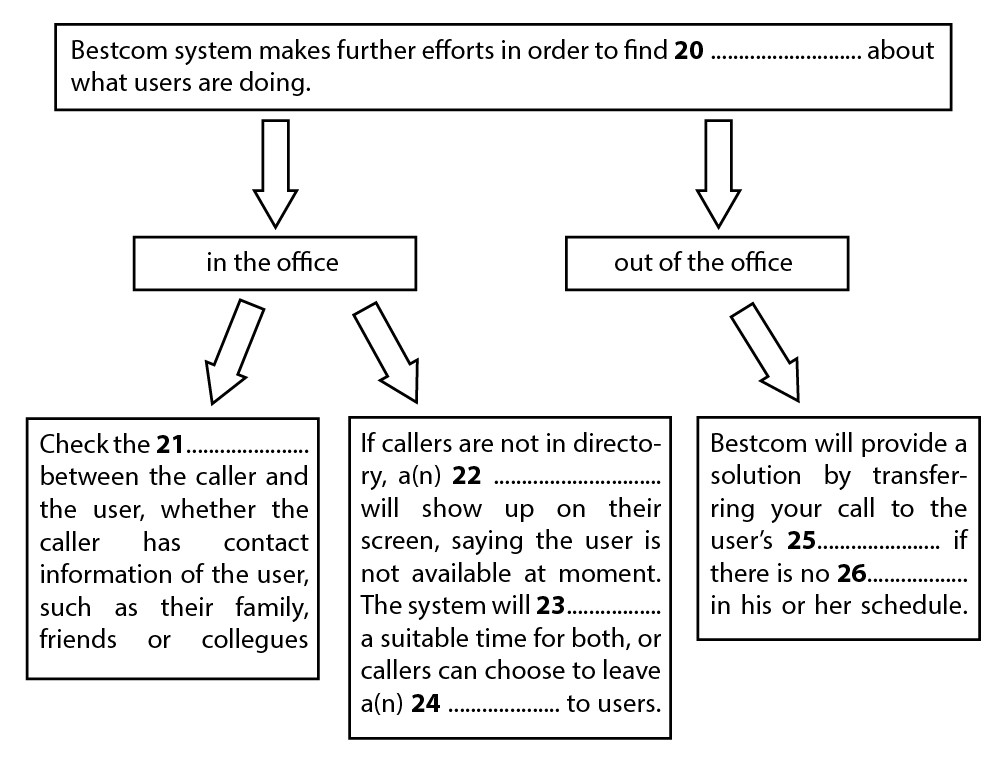 Bestcom system makes further efforts in order to find 20 .......................... about
what users are doing.
in the office
out of the office
Check the 21.....................
between the caller and
the user, whether the
caller has contact
information of the user,
such as their family,
friends or collegues
If callers are not in directo-
ry, a(n) 22 .............................
will show up on their
screen, saying the user is
not available at moment.
The system will 23................
a suitable time for both, or
callers can choose to leave
a(n) 24 ................... to users.
Bestcom will provide a
solution by transfer-
ring your call to the
user's 25..................... if
there is no 26.................
in his or her schedule.